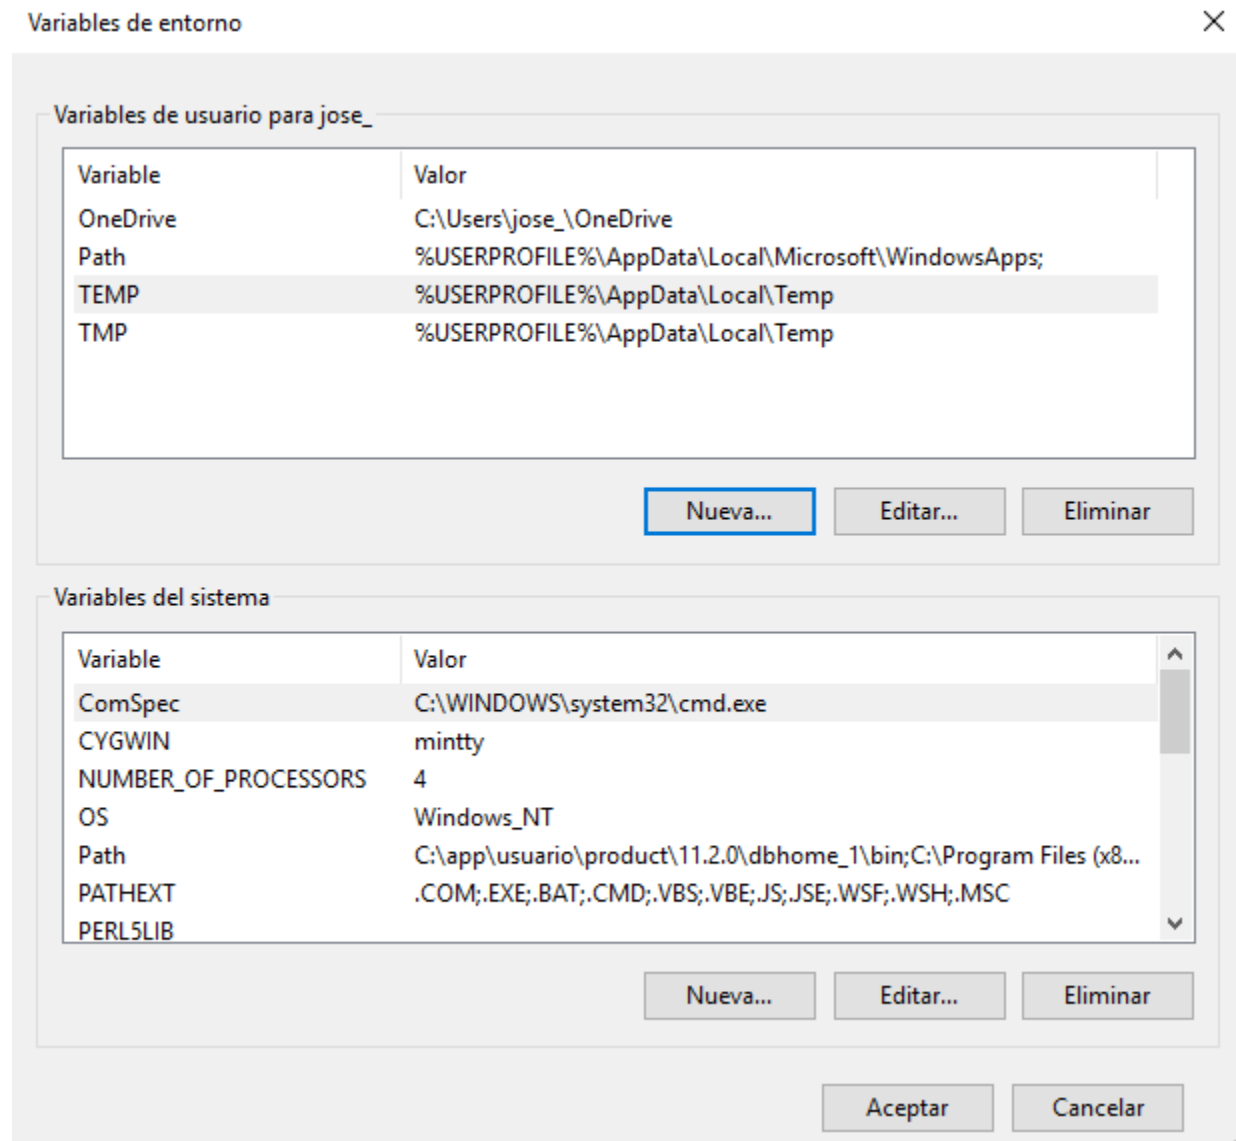 Variables de entorno
Variables de usuario para jose_
Variable Valor
OneDrive C:\Users\jose_\OneDrive
Path %USERPROFILE%\AppData\Local\Microsoft\WindowsApps;
TEMP %USERPROFILE%\AppData\Local\Temp
TMP %USERPROFILE%\AppData\Local\Temp
Nueva... Editar... Eliminar
Variables del sistema
Variable Valor
ComSpec C:\WINDOWS\system32\cmd.exe
CYGWIN mintty
NUMBER_OF_PROCESSORS 4
OS Windows_NT
Path C:\app\usuario\product\11.2.0\dbhome_1\bin;C:\Program Files (x8...
PATHEXT .COM;.EXE;.BAT;.CMD;.VBS;.VBE;.JS;.JSE;.WSF;.WSH;.MSC
PERL5LIB
Nueva... Editar... Eliminar
Aceptar Cancelar